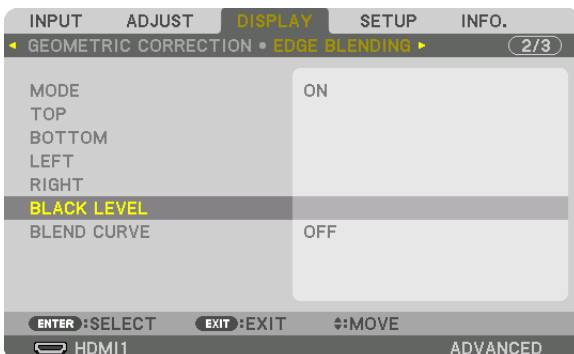 INPUT ADJUST DISPLAY SETUP INFO.
GEOMETRIC CORRECTION • EDGE BLENDING 2/3
MODE ON
TOP
BOTTOM
LEFT
RIGHT
BLACK LEVEL
BLEND CURVE OFF
ENTER :SELECT EXIT :EXIT :MOVE
HDMI1 ADVANCED